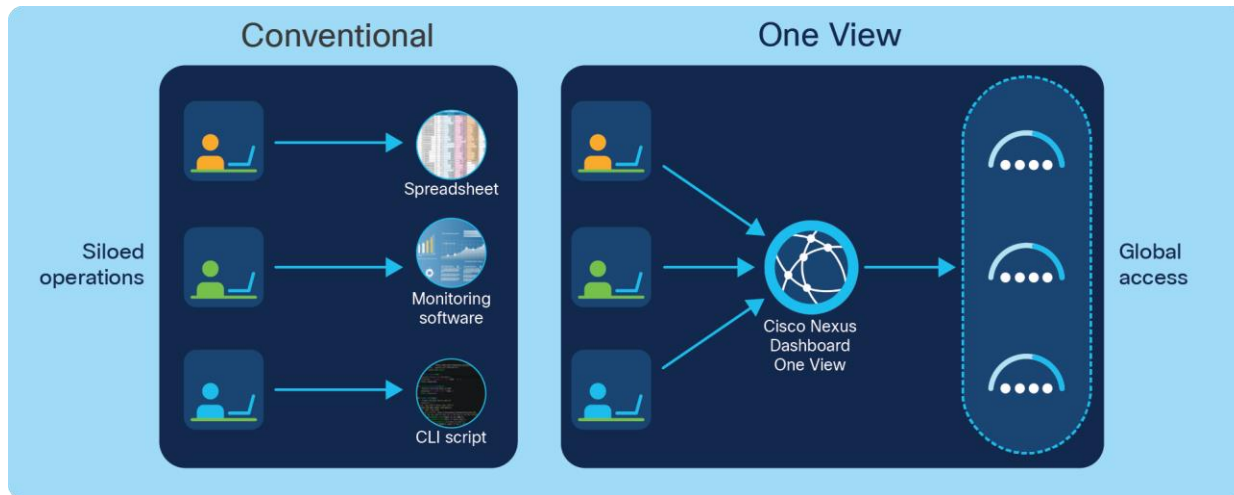 Conventional
One View
Siloed
operations
Spreadsheet
Monitoring
software
CLI script
Cisco Nexus
Dashboard
One View
Global
access